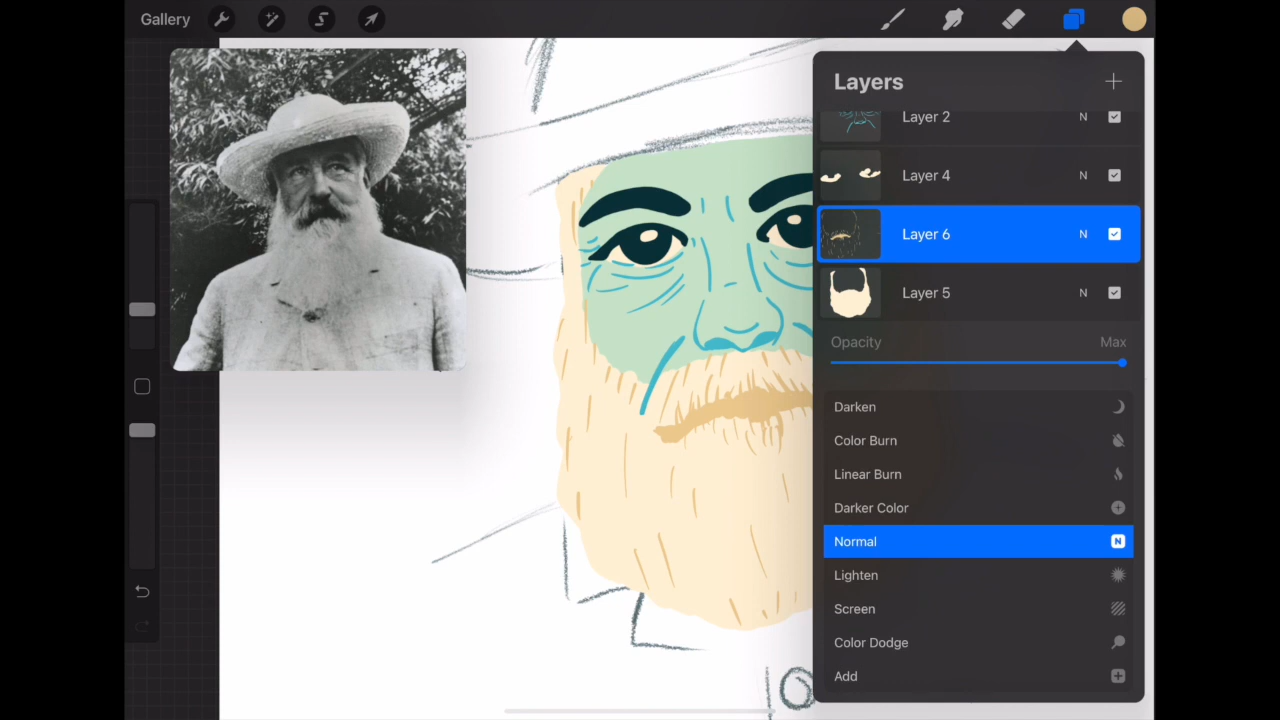 Gallery
Layers
Layer 2 N
Layer 4 N
Layer 6 N
Layer 5 N
Opacity Max
Darken
Color Burn
Linear Burn
Darker Color
Normal N
Lighten
Screen
Color Dodge
Add